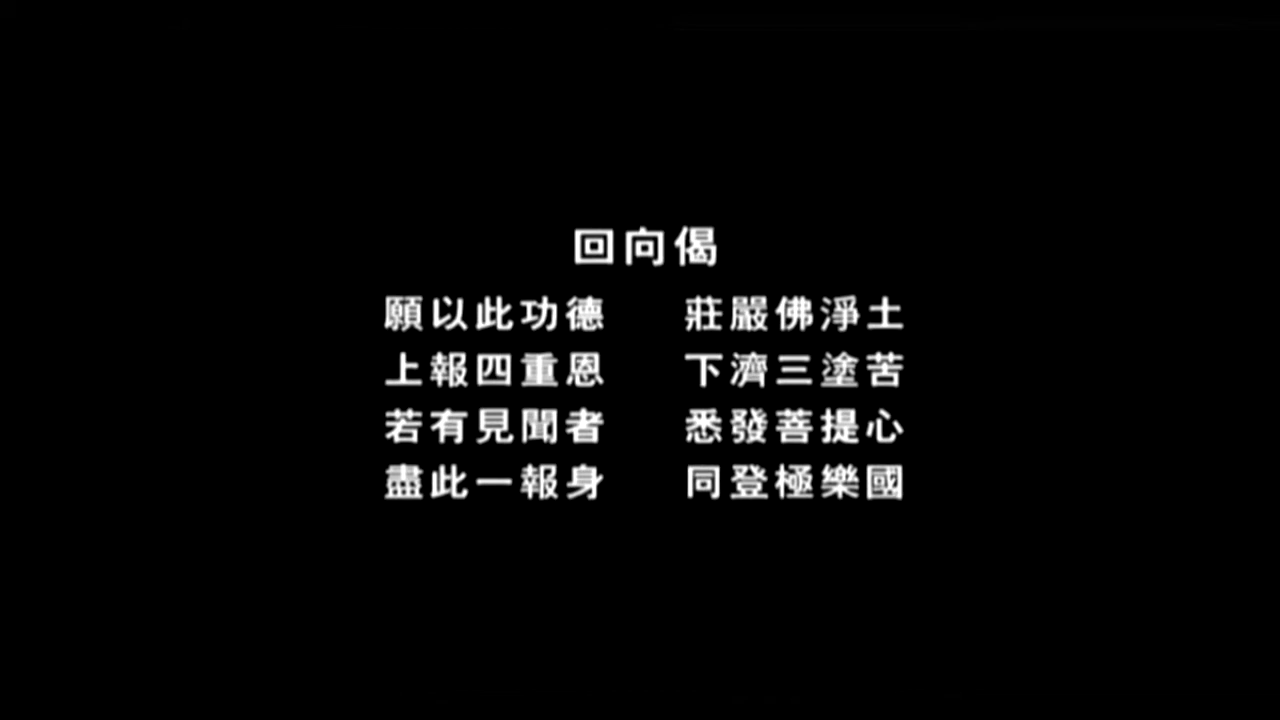 回向偈
願以此功德 莊嚴佛淨土
上報四重恩 下濟三塗苦
若有見聞者 悉發菩提心
盡此一報身 同登極樂國